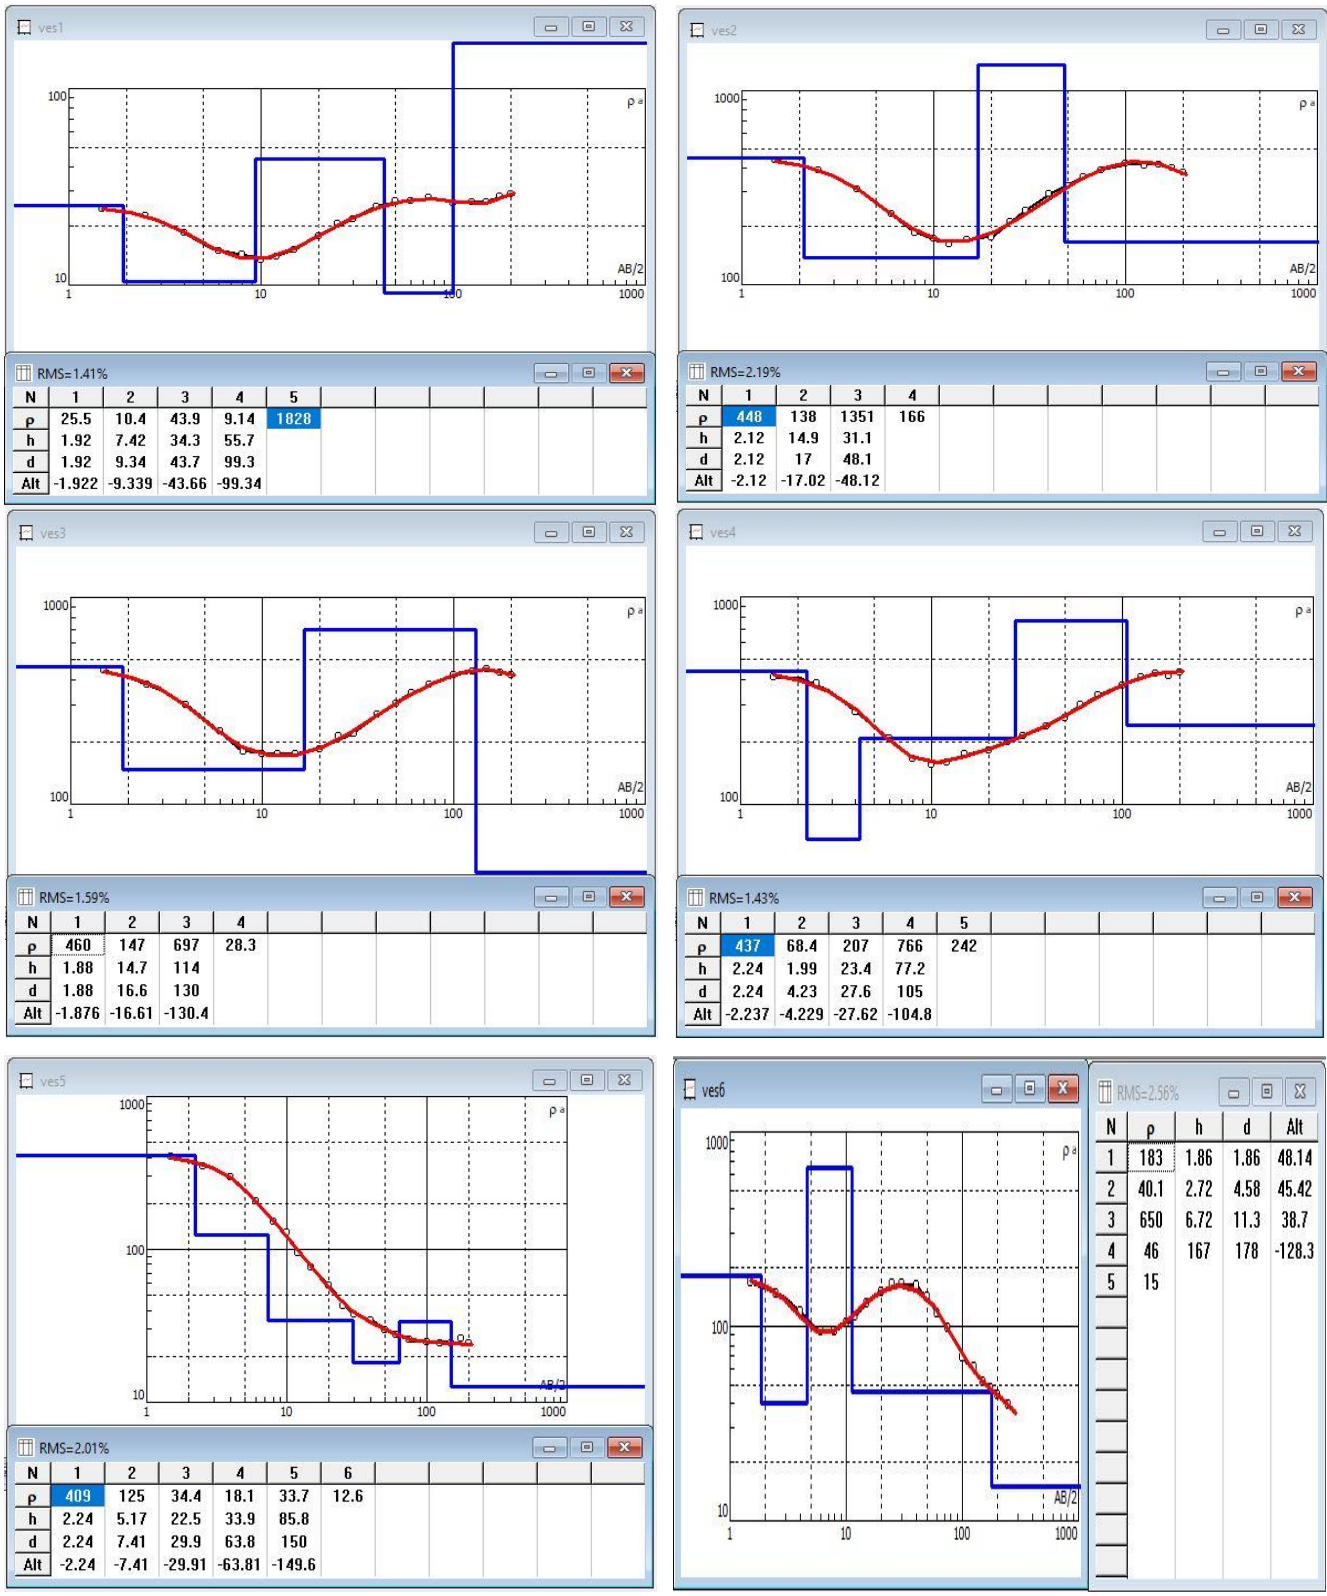 ves1
100
ρ a
10
AB/2
1 10 100 1000
RMS=1.41%
N 1 2 3 4 5
ρ 25.5 10.4 43.9 9.14 1828
h 1.92 7.42 34.3 55.7
d 1.92 9.34 43.7 99.3
Alt -1.922 -9.339 -43.66 -99.34
ves2
1000
ρ a
100
AB/2
1 10 100 1000
RMS=2.19%
N 1 2 3 4
ρ 448 138 1351 166
h 2.12 14.9 31.1
d 2.12 17 48.1
Alt -2.12 -17.02 -48.12
ves3
1000
ρ a
100
AB/2
1 10 100 1000
RMS=1.59%
N 1 2 3 4
ρ 460 147 697 28.3
h 1.88 14.7 114
d 1.88 16.6 130
Alt -1.876 -16.61 -130.4
ves4
1000
ρ a
100
AB/2
1 10 100 1000
RMS=1.43%
N 1 2 3 4 5
ρ 437 68.4 207 766 242
h 2.24 1.99 23.4 77.2
d 2.24 4.23 27.6 105
Alt -2.237 -4.229 -27.62 -104.8
ves5
1000
ρ a
100
10
AB/2
1 10 100 1000
RMS=2.01%
N 1 2 3 4 5 6
ρ 409 125 34.4 18.1 33.7 12.6
h 2.24 5.17 22.5 33.9 85.8
d 2.24 7.41 29.9 63.8 150
Alt -2.24 -7.41 -29.91 -63.81 -149.6
ves6
1000
ρ a
100
10
AB/2
1 10 100 1000
RMS=2.56%
N ρ h d Alt
1 183 1.86 1.86 48.14
2 40.1 2.72 4.58 45.42
3 650 6.72 11.3 38.7
4 46 167 178 -128.3
5 15